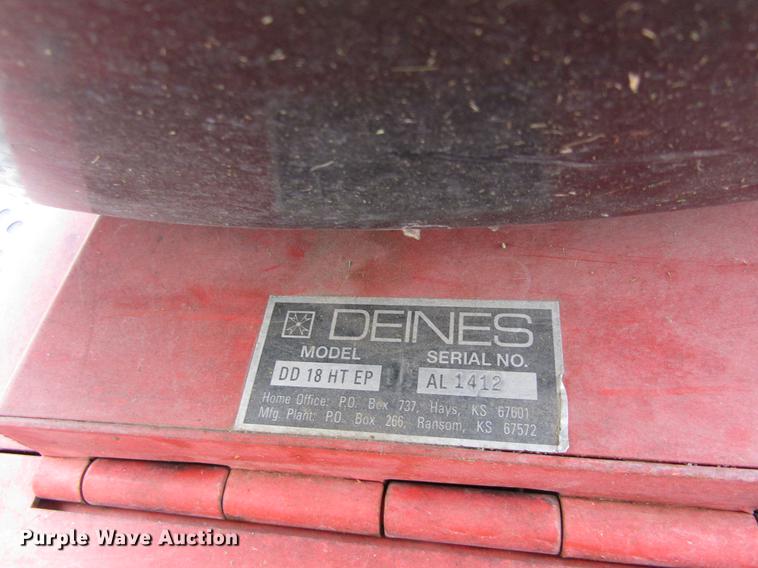 DEINES
MODEL SERIAL NO.
DD 18 HT EP AL 1412
Home Office: P.O. Box 737, Hays, KS 67601
Mfg. Plant: P.O. Box 266, Ransom, KS 67572
Purple Wave Auction